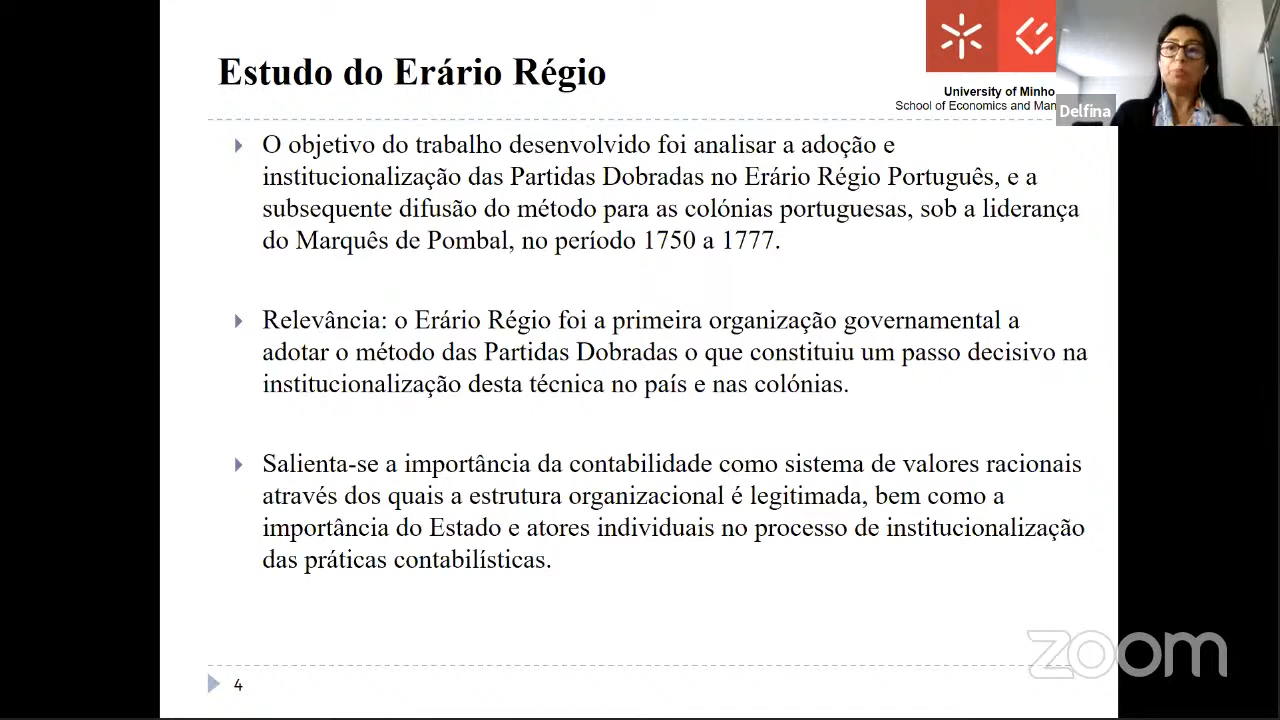 Estudo do Erário Régio
University of Minho
School of Economics and Man
Delfina
O objetivo do trabalho desenvolvido foi analisar a adoção e
institucionalização das Partidas Dobradas no Erário Régio Português, e a
subsequente difusão do método para as colónias portuguesas, sob a liderança
do Marquês de Pombal, no período 1750 a 1777.
Relevância: o Erário Régio foi a primeira organização governamental a
adotar o método das Partidas Dobradas o que constituiu um passo decisivo na
institucionalização desta técnica no país e nas colónias.
Salienta-se a importância da contabilidade como sistema de valores racionais
através dos quais a estrutura organizacional é legitimada, bem como a
importância do Estado e atores individuais no processo de institucionalização
das práticas contabilísticas.
zoom
4